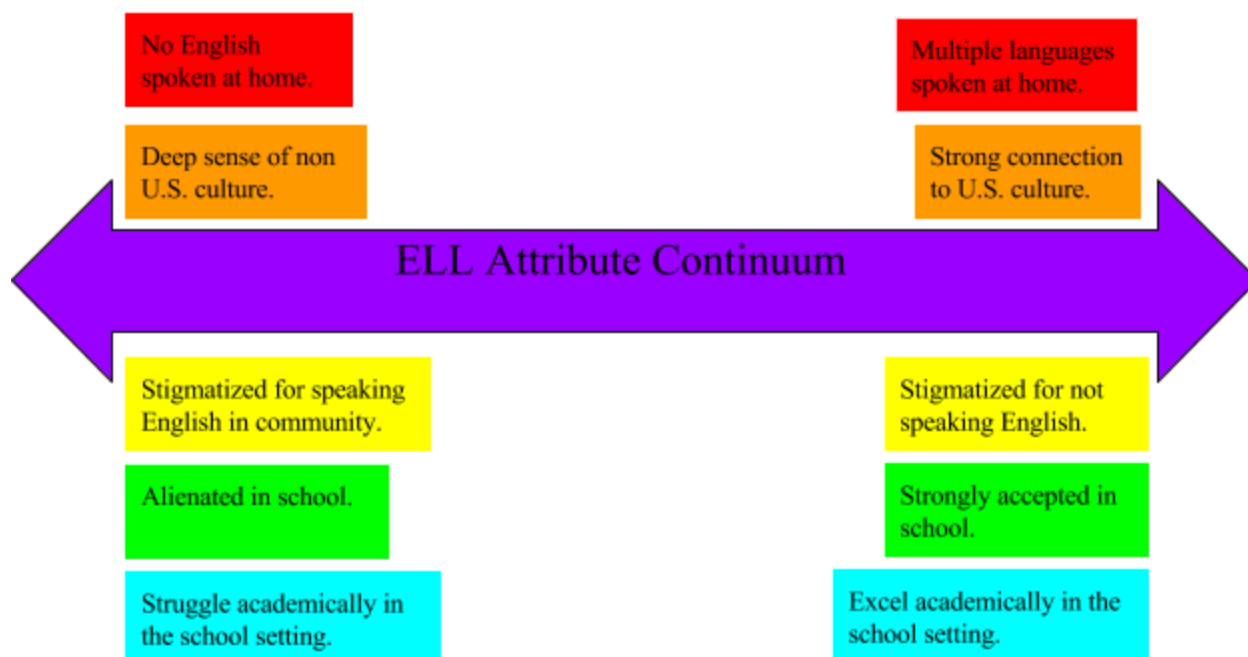 No English
spoken at home.
Multiple languages
spoken at home.
Deep sense of non
U.S. culture.
Strong connection
to U.S. culture.
ELL Attribute Continuum
Stigmatized for speaking
English in community.
Stigmatized for not
speaking English.
Alienated in school.
Strongly accepted in
school.
Struggle academically in
the school setting.
Excel academically in the
school setting.